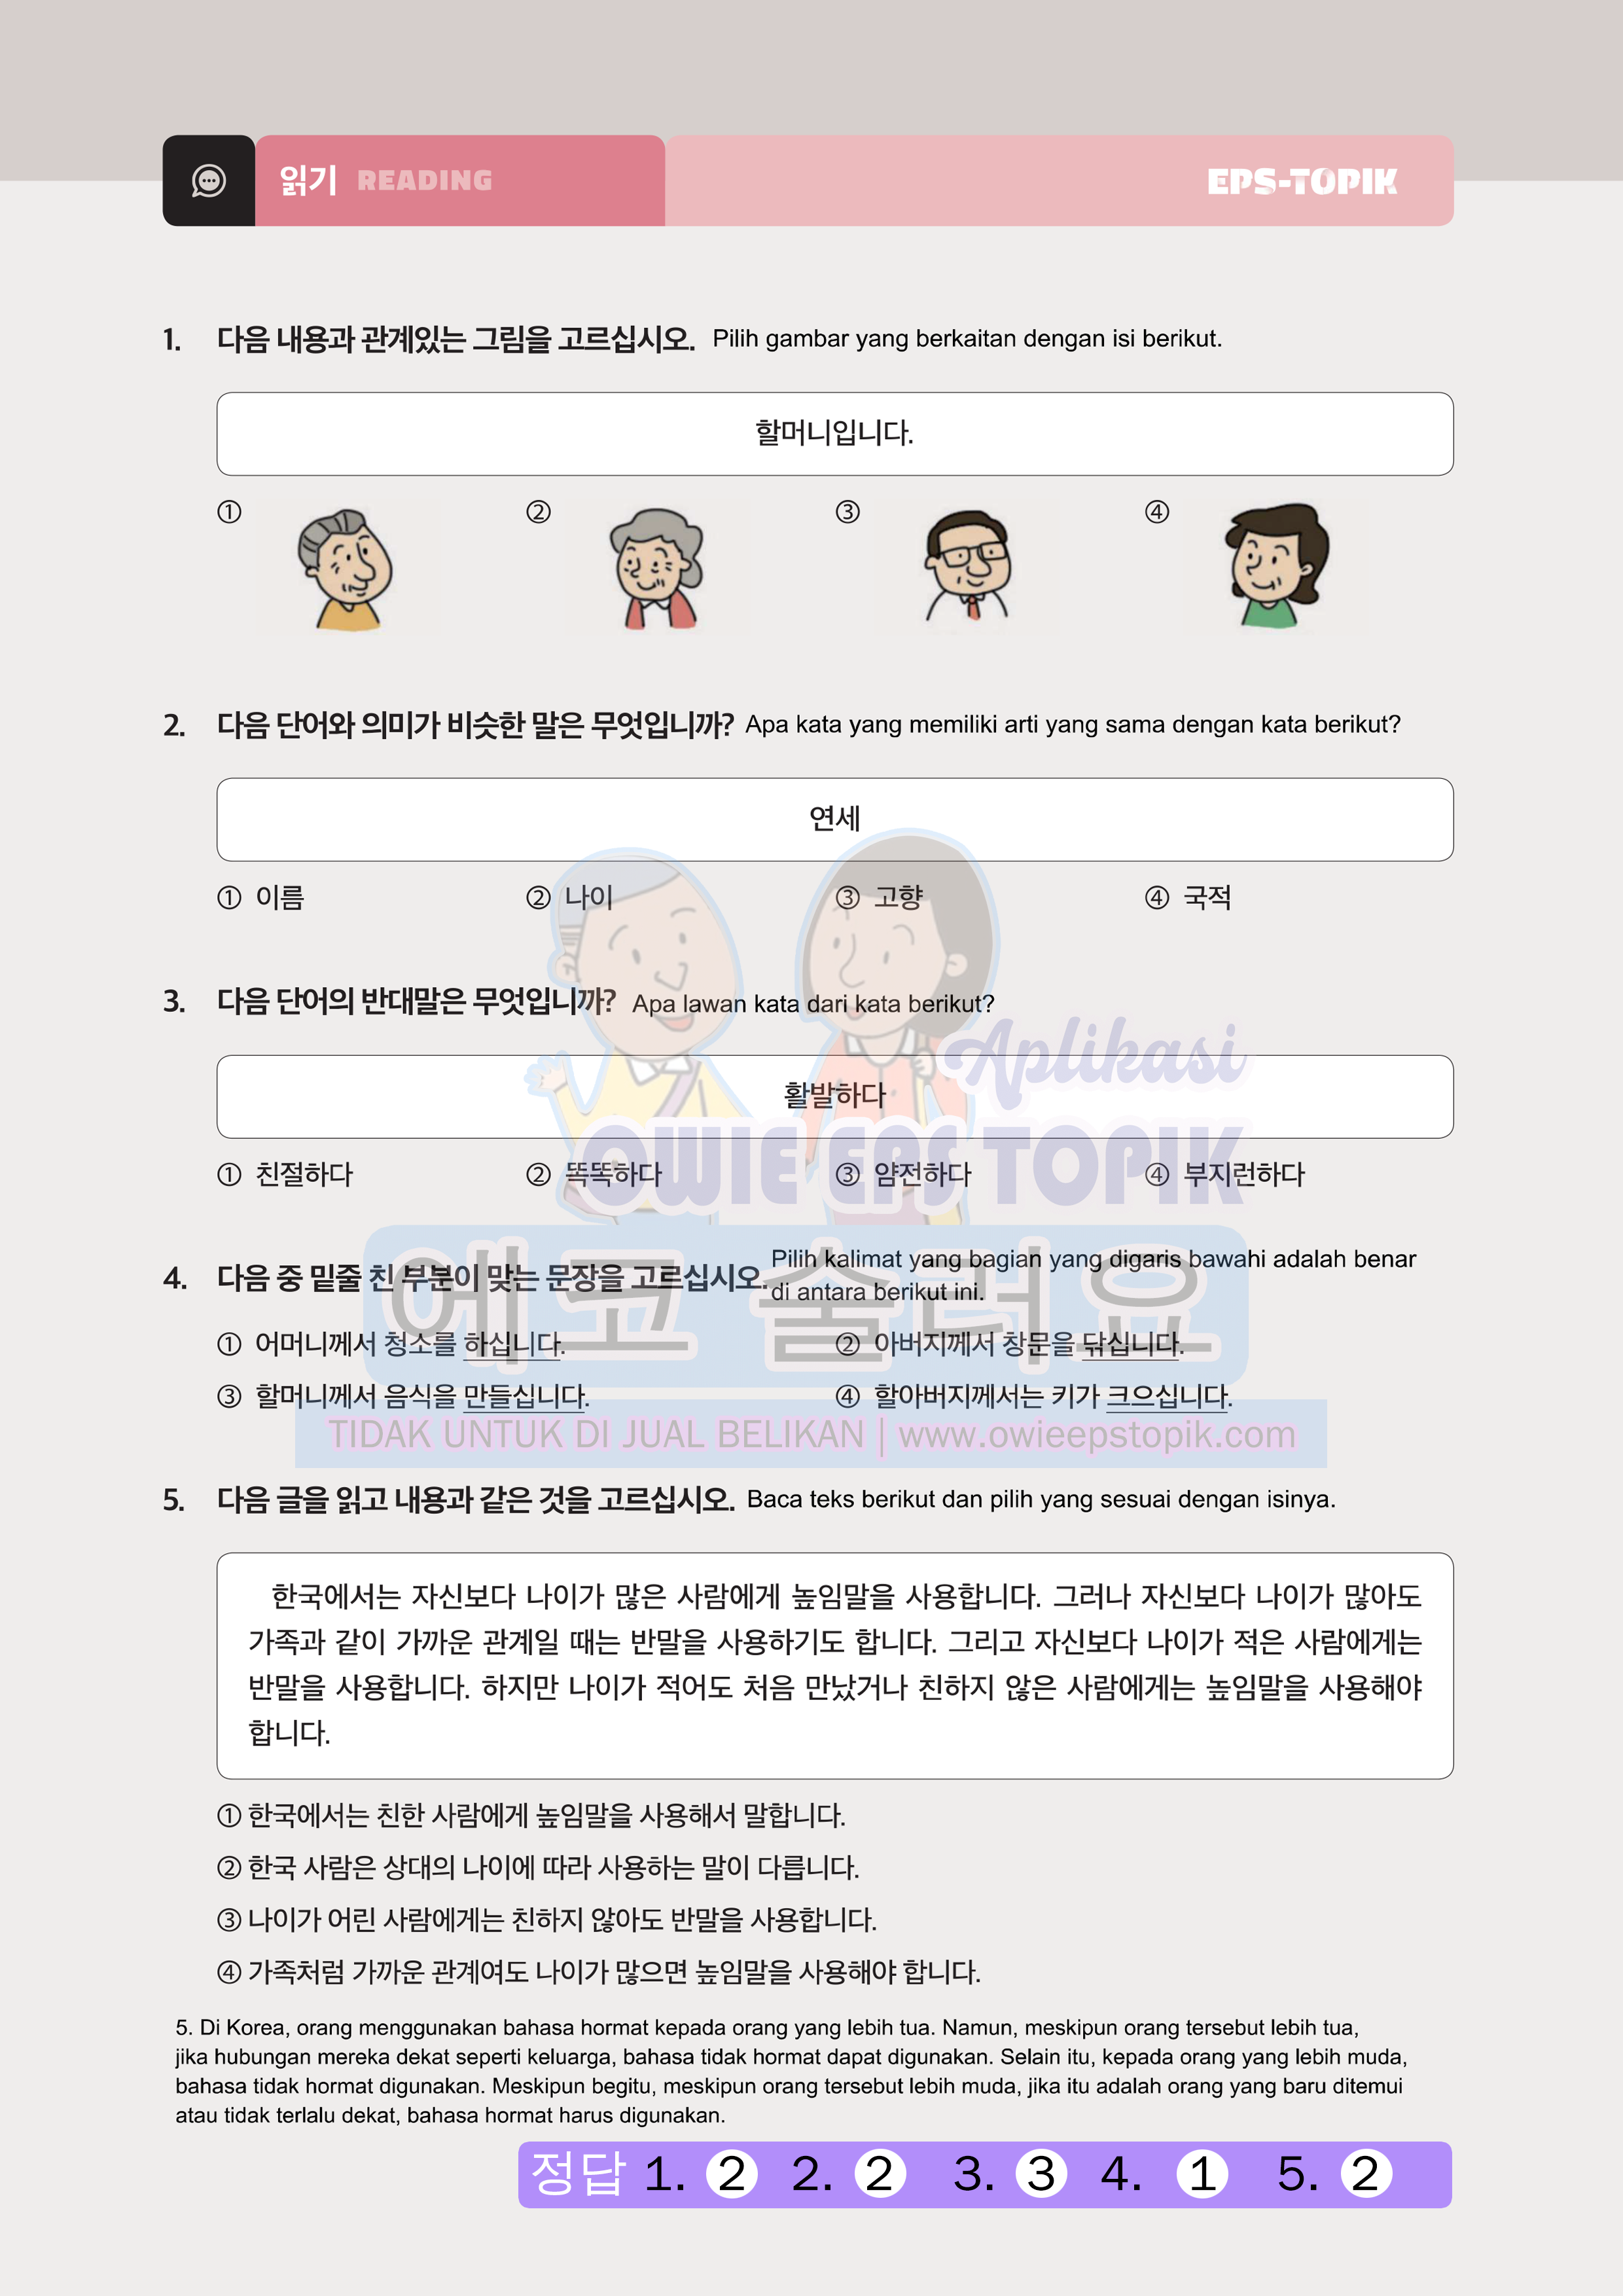 읽기 READING
EPS-TOPIK
1. 다음 내용과 관계있는 그림을 고르십시오. Pilih gambar yang berkaitan dengan isi berikut.
할머니입니다.
① ② ③ ④
2. 다음 단어와 의미가 비슷한 말은 무엇입니까? Apa kata yang memiliki arti yang sama dengan kata berikut?
연세
① 이름 ② 나이 ③ 고향 ④ 국적
3. 다음 단어의 반대말은 무엇입니까? Apa lawan kata dari kata berikut?
Aplikasi
활발하다
OWIE EPS TOPIK
① 친절하다 ② 똑똑하다 ③ 얌전하다 ④ 부지런하다
에코 술러요
4. 다음 중 밑줄 친 부분이 맞는 문장을 고르십시오. Pilih kalimat yang bagian yang digaris bawahi adalah benar
di antara berikut ini.
① 어머니께서 청소를 하십니다. ② 아버지께서 창문을 닦십니다.
③ 할머니께서 음식을 만들십니다. ④ 할아버지께서는 키가 크으십니다.
TIDAK UNTUK DI JUAL BELIKAN | www.owieepstopik.com
5. 다음 글을 읽고 내용과 같은 것을 고르십시오. Baca teks berikut dan pilih yang sesuai dengan isinya.
한국에서는 자신보다 나이가 많은 사람에게 높임말을 사용합니다. 그러나 자신보다 나이가 많아도
가족과 같이 가까운 관계일 때는 반말을 사용하기도 합니다. 그리고 자신보다 나이가 적은 사람에게는
반말을 사용합니다. 하지만 나이가 적어도 처음 만났거나 친하지 않은 사람에게는 높임말을 사용해야
합니다.
① 한국에서는 친한 사람에게 높임말을 사용해서 말합니다.
② 한국 사람은 상대의 나이에 따라 사용하는 말이 다릅니다.
③ 나이가 어린 사람에게는 친하지 않아도 반말을 사용합니다.
④ 가족처럼 가까운 관계여도 나이가 많으면 높임말을 사용해야 합니다.
5. Di Korea, orang menggunakan bahasa hormat kepada orang yang lebih tua. Namun, meskipun orang tersebut lebih tua,
jika hubungan mereka dekat seperti keluarga, bahasa tidak hormat dapat digunakan. Selain itu, kepada orang yang lebih muda,
bahasa tidak hormat digunakan. Meskipun begitu, meskipun orang tersebut lebih muda, jika itu adalah orang yang baru ditemui
atau tidak terlalu dekat, bahasa hormat harus digunakan.
정답 1. 2 2. 2 3. 3 4. 1 5. 2